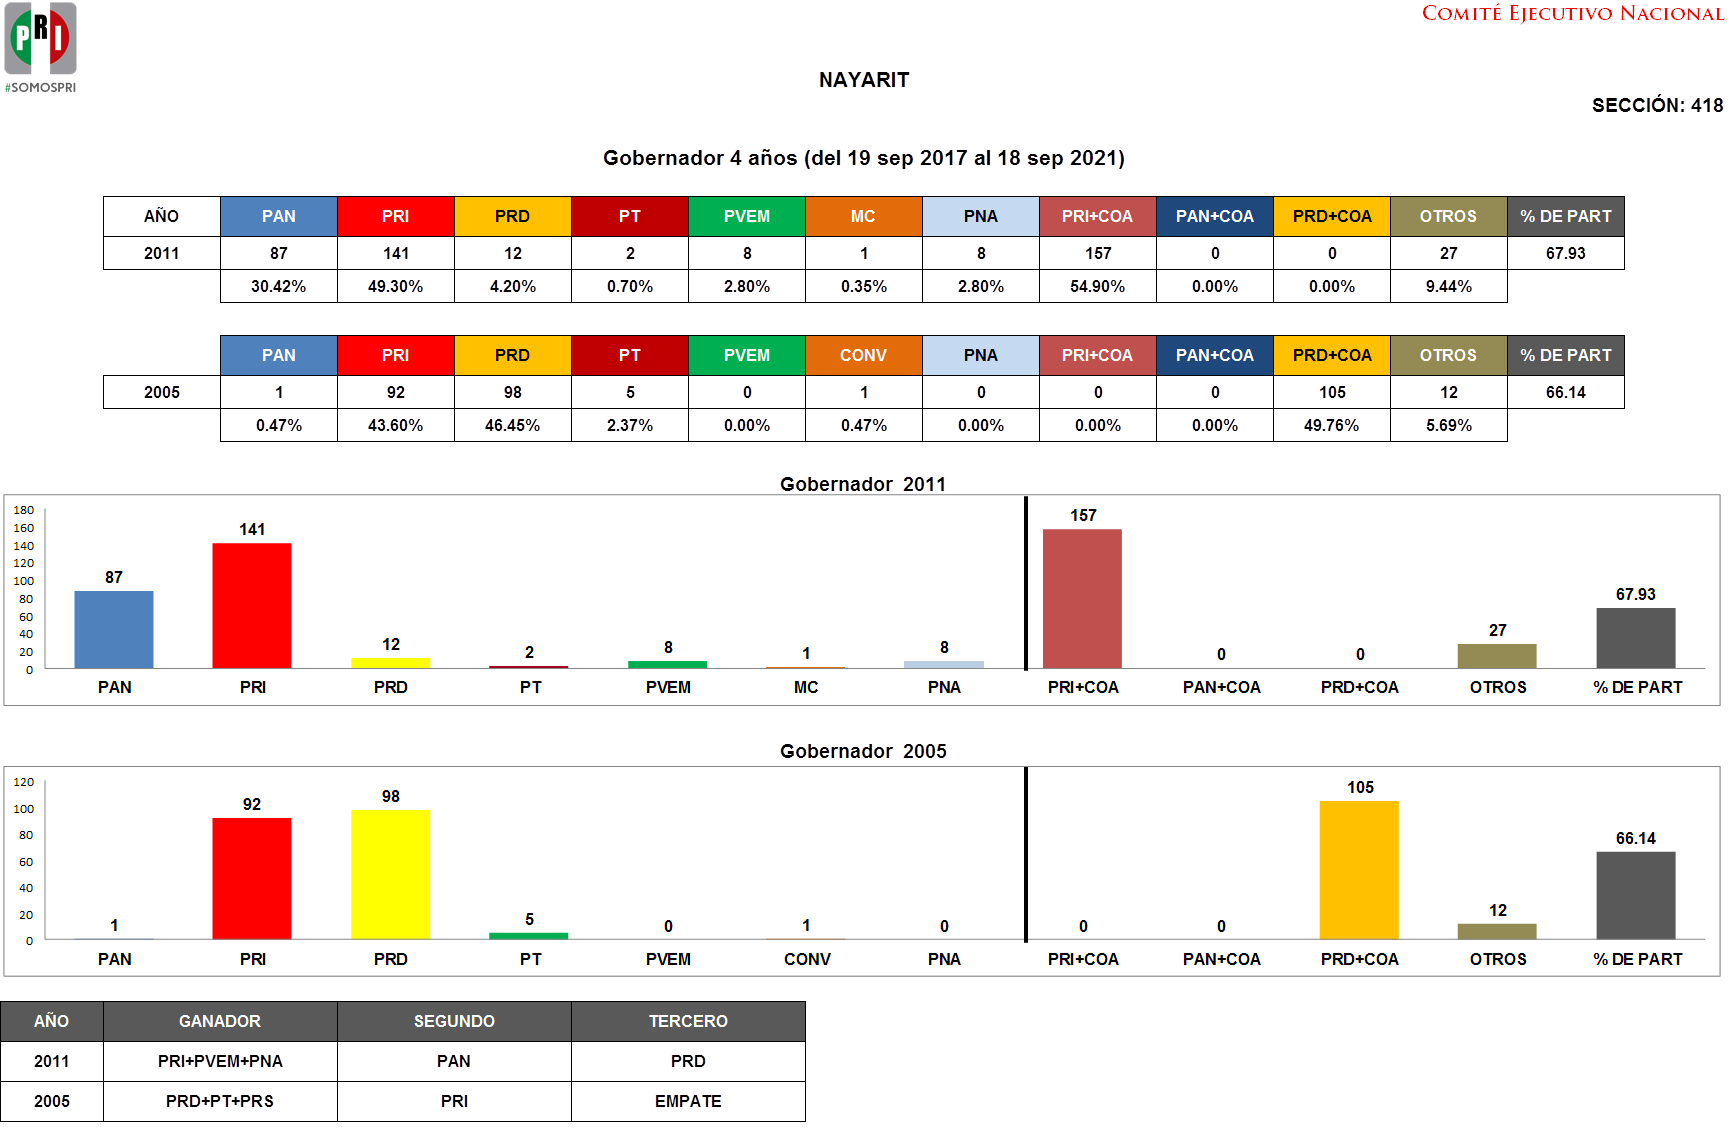 PRI
#SOMOSPRI
COMITÉ EJECUTIVO NACIONAL
NAYARIT
SECCIÓN: 418
Gobernador 4 años (del 19 sep 2017 al 18 sep 2021)
AÑO PAN PRI PRD PT PVEM MC PNA PRI+COA PAN+COA PRD+COA OTROS % DE PART
2011 87 141 12 2 8 1 8 157 0 0 27 67.93
30.42% 49.30% 4.20% 0.70% 2.80% 0.35% 2.80% 54.90% 0.00% 0.00% 9.44%
PAN PRI PRD PT PVEM CONV PNA PRI+COA PAN+COA PRD+COA OTROS % DE PART
2005 1 92 98 5 0 1 0 0 0 105 12 66.14
0.47% 43.60% 46.45% 2.37% 0.00% 0.47% 0.00% 0.00% 0.00% 49.76% 5.69%
Gobernador 2011
180
160
140
120
100
80
60
40
20
0
87 141 12 2 8 1 8 157 0 0 27 67.93
PAN PRI PRD PT PVEM MC PNA PRI+COA PAN+COA PRD+COA OTROS % DE PART
Gobernador 2005
120
100
80
60
40
20
0
1 92 98 5 0 1 0 0 0 105 12 66.14
PAN PRI PRD PT PVEM CONV PNA PRI+COA PAN+COA PRD+COA OTROS % DE PART
AÑO GANADOR SEGUNDO TERCERO
2011 PRI+PVEM+PNA PAN PRD
2005 PRD+PT+PRS PRI EMPATE